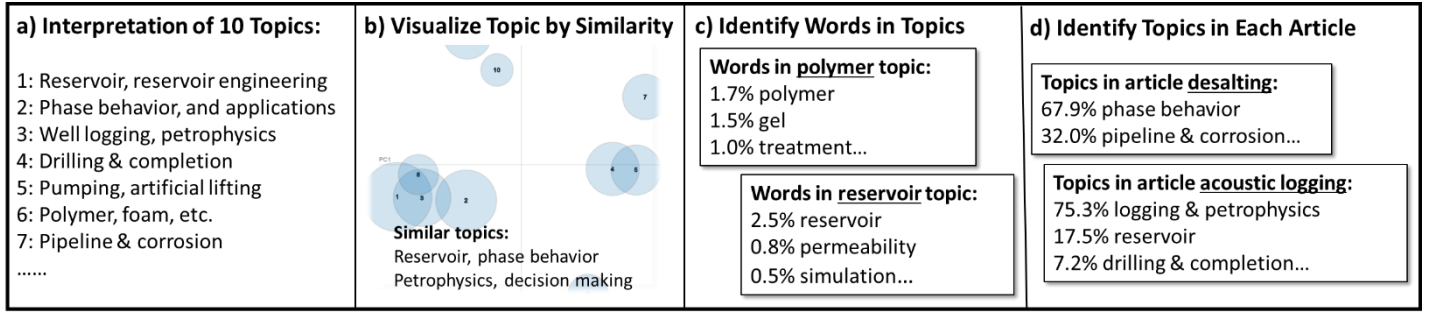 a) Interpretation of 10 Topics:
1: Reservoir, reservoir engineering
2: Phase behavior, and applications
3: Well logging, petrophysics
4: Drilling & completion
5: Pumping, artificial lifting
6: Polymer, foam, etc.
7: Pipeline & corrosion
......
b) Visualize Topic by Similarity
10
7
PC1
4
5
8
1
3
2
Similar topics:
Reservoir, phase behavior
Petrophysics, decision making
c) Identify Words in Topics
Words in polymer topic:
1.7% polymer
1.5% gel
1.0% treatment...
Words in reservoir topic:
2.5% reservoir
0.8% permeability
0.5% simulation...
d) Identify Topics in Each Article
Topics in article desalting:
67.9% phase behavior
32.0% pipeline & corrosion...
Topics in article acoustic logging:
75.3% logging & petrophysics
17.5% reservoir
7.2% drilling & completion...